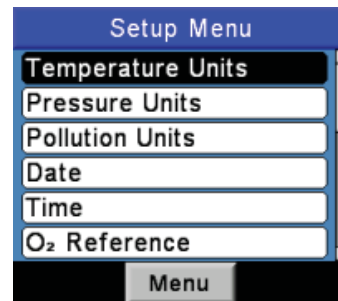 Setup Menu
Temperature Units
Pressure Units
Pollution Units
Date
Time
O₂ Reference
Menu